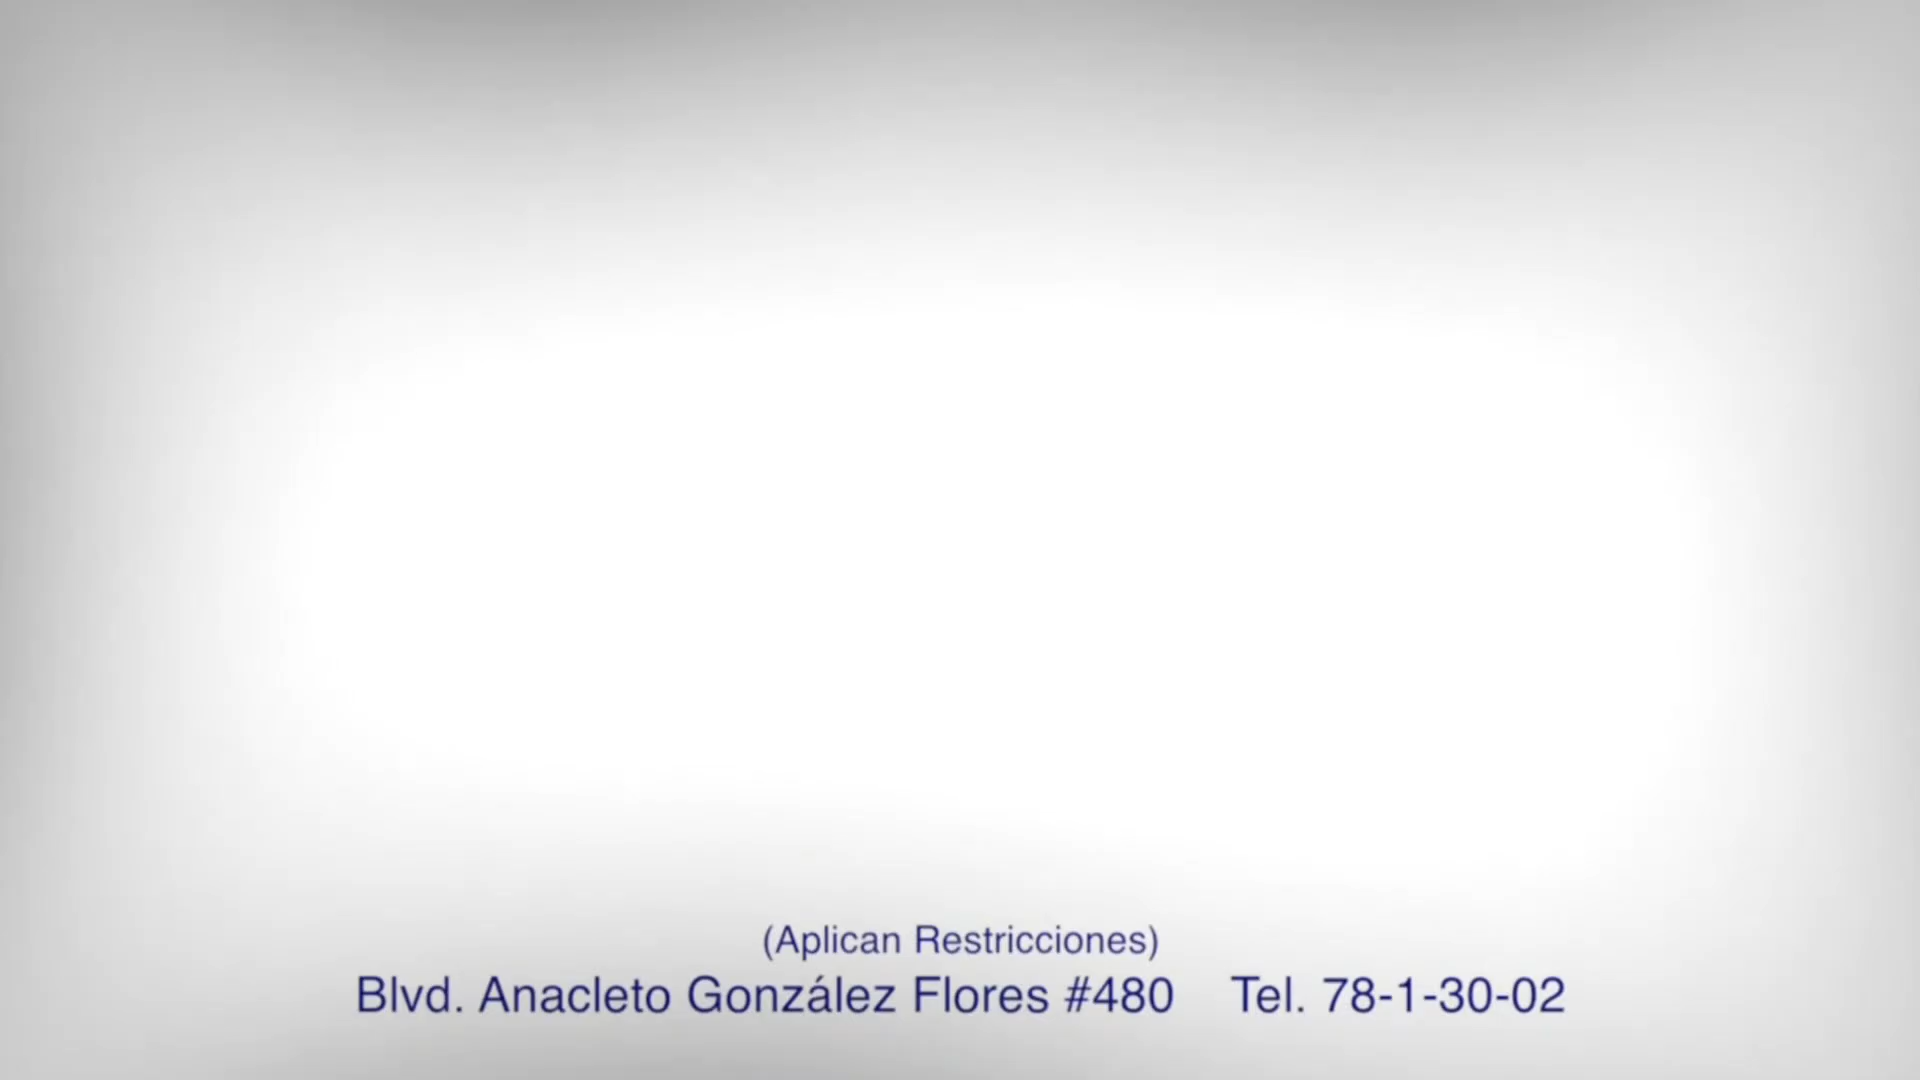 (Aplican Restricciones)
Blvd. Anacleto González Flores #480 Tel. 78-1-30-02